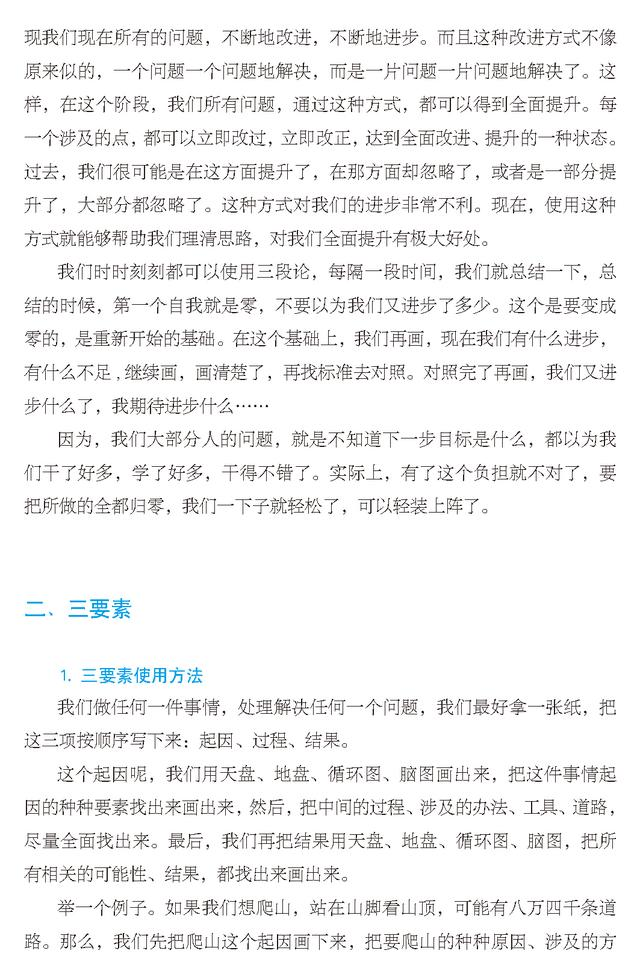 现我们现在所有的问题，不断地改进，不断地进步。而且这种改进方式不像
原来似的，一个问题一个问题地解决，而是一片问题一片问题地解决了。这
样，在这个阶段，我们所有问题，通过这种方式，都可以得到全面提升。每
一个涉及的点，都可以立即改过，立即改正，达到全面改进、提升的一种状态。
过去，我们很可能是在这方面提升了，在那方面却忽略了，或者是一部分提
升了，大部分都忽略了。这种方式对我们的进步非常不利。现在，使用这种
方式就能够帮助我们理清思路，对我们全面提升有极大好处。
我们时时刻刻都可以使用三段论，每隔一段时间，我们就总结一下，总
结的时候，第一个自我就是零，不要以为我们又进步了多少。这个是要变成
零的，是重新开始的基础。在这个基础上，我们再画，现在我们有什么进步，
有什么不足，继续画，画清楚了，再找标准去对照。对照完了再画，我们又进
步什么了，我期待进步什么……
因为，我们大部分人的问题，就是不知道下一步目标是什么，都以为我
们干了好多，学了好多，干得不错了。实际上，有了这个负担就不对了，要
把所做的全都归零，我们一下子就轻松了，可以轻装上阵了。
二、三要素
1. 三要素使用方法
我们做任何一件事情，处理解决任何一个问题，我们最好拿一张纸，把
这三项按顺序写下来：起因、过程、结果。
这个起因呢，我们用天盘、地盘、循环图、脑图画出来，把这件事情起
因的种种要素找出来画出来，然后，把中间的过程、涉及的办法、工具、道路，
尽量全面找出来。最后，我们再把结果用天盘、地盘、循环图、脑图，把所
有相关的可能性、结果，都找出来画出来。
举一个例子。如果我们想爬山，站在山脚看山顶，可能有八万四千条道
路。那么，我们先把爬山这个起因画下来，把要爬山的种种原因、涉及的方